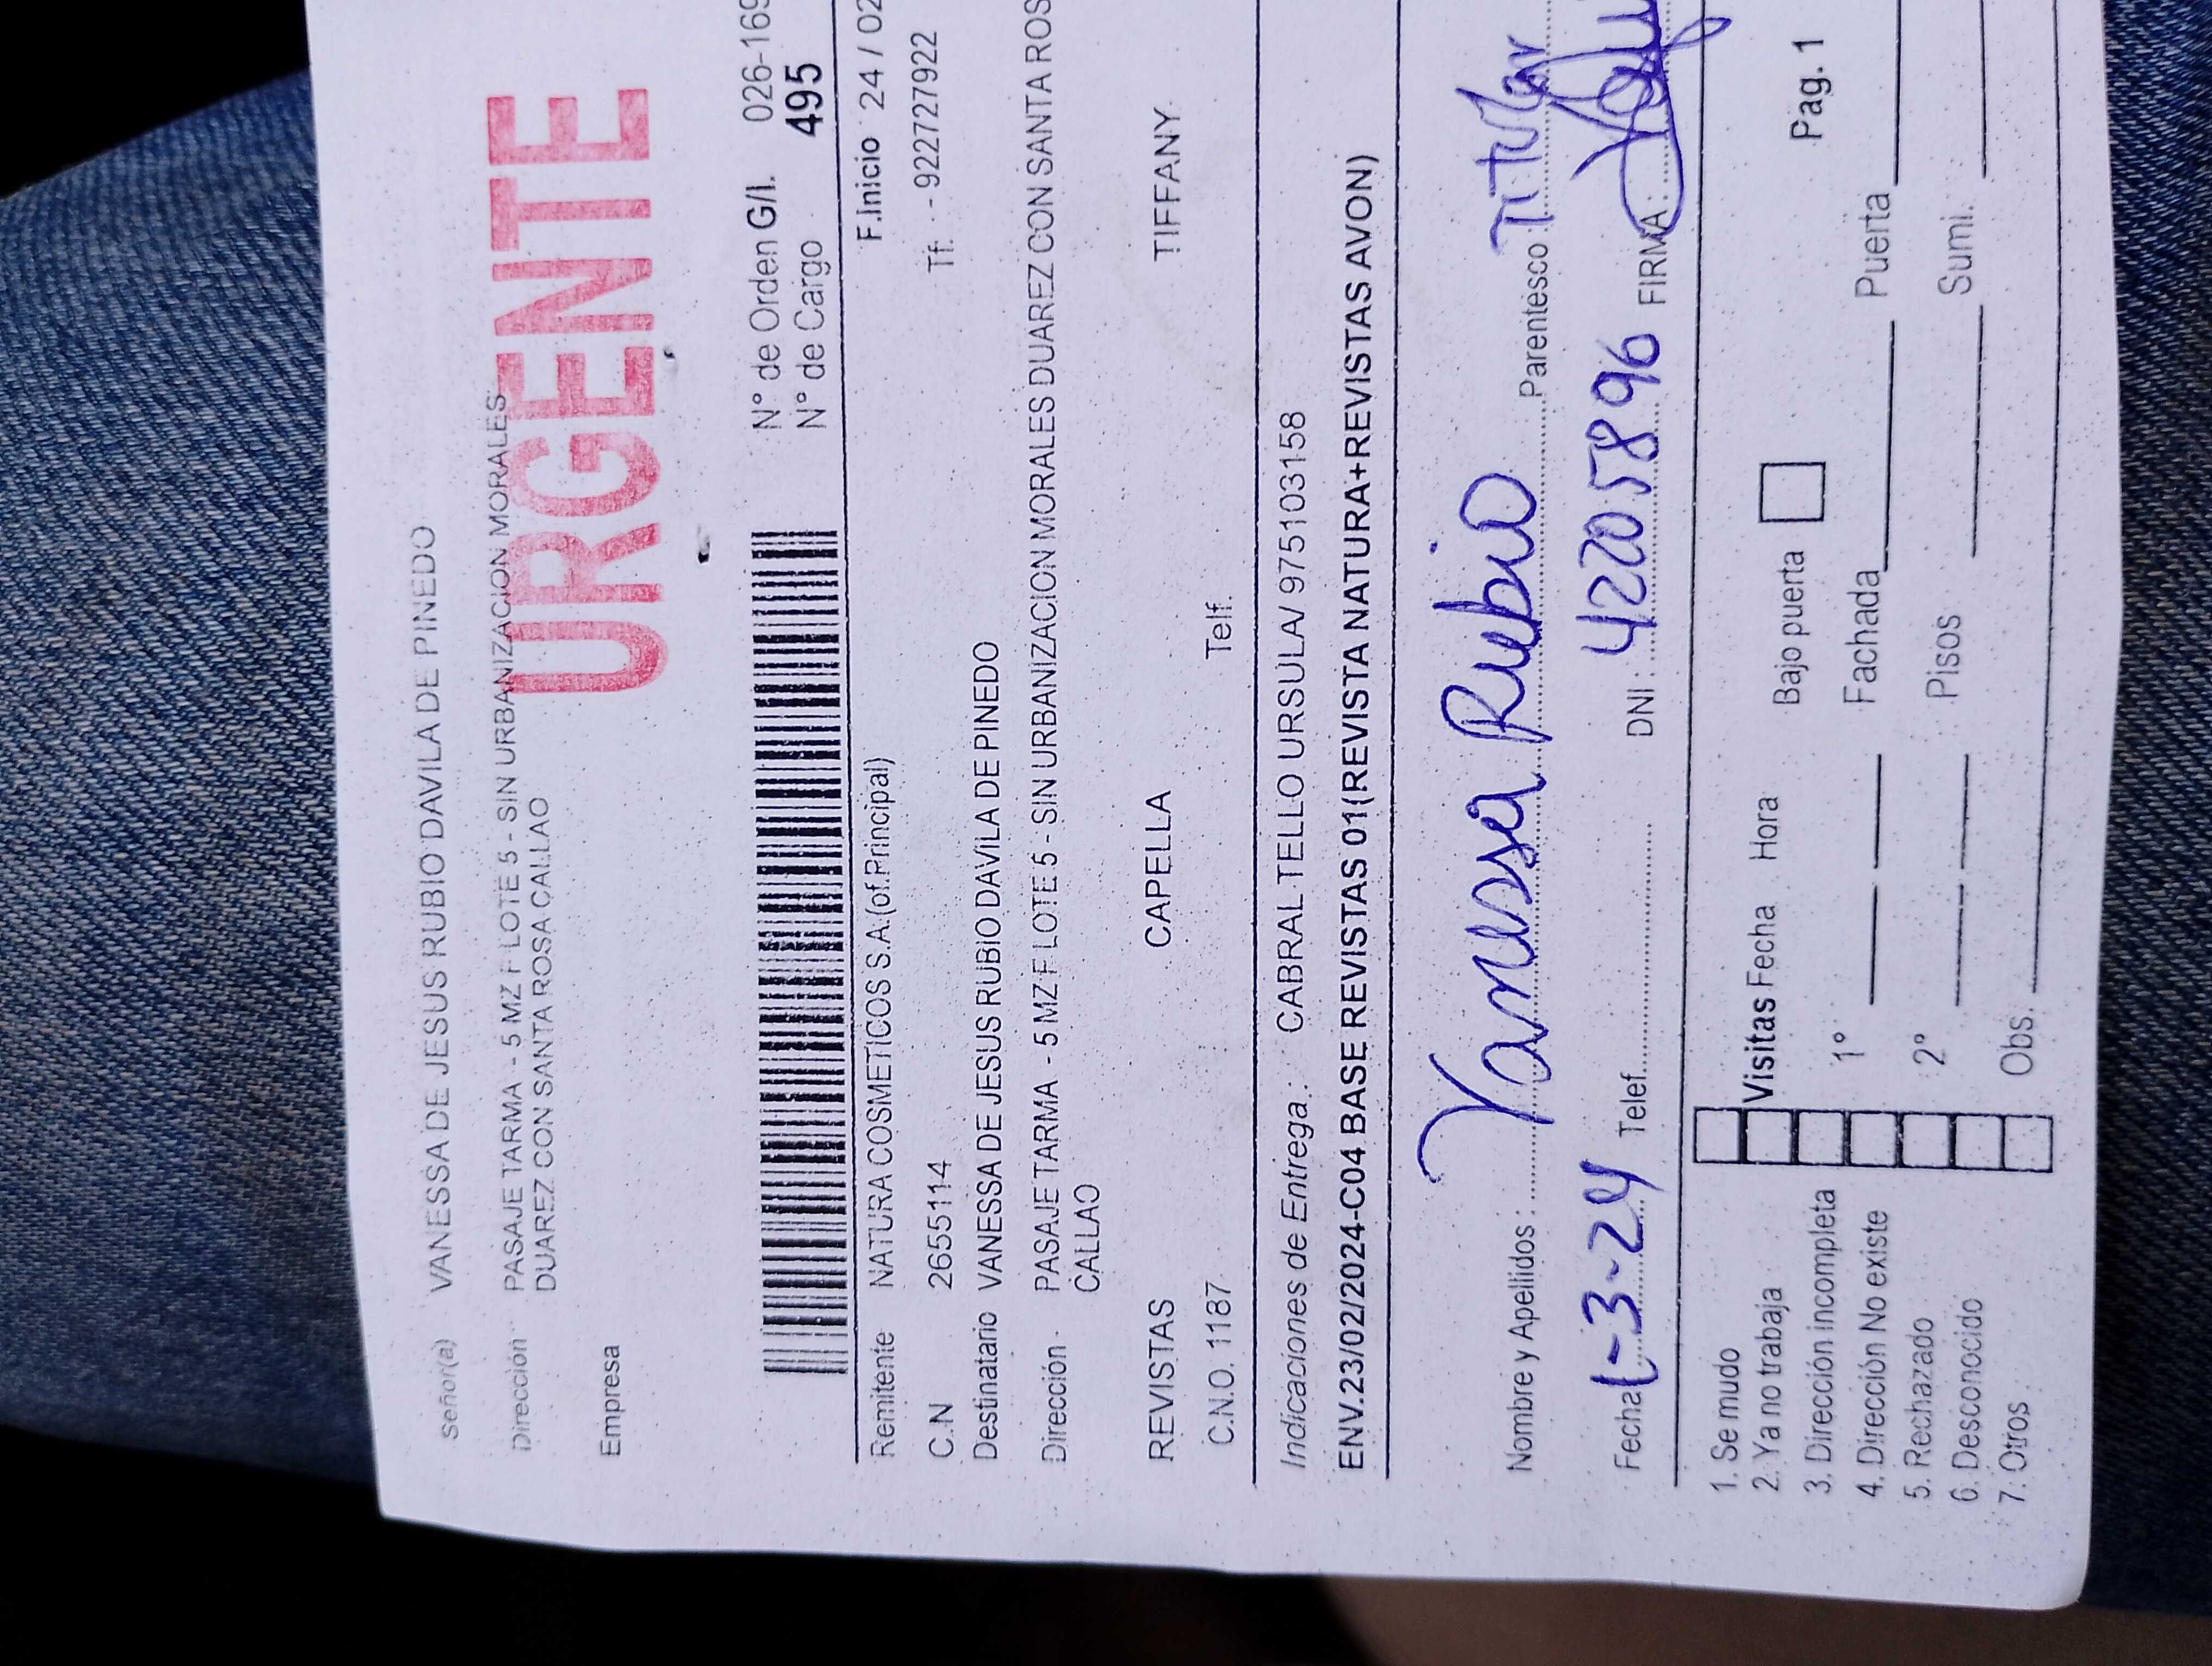 Señor(a) VANESSA DE JESUS RUBIO DAVILA DE PINEDO
Dirección PASAJE TARMA - 5 MZ F LOTE 5 - SIN URBANIZACION MORALES
DUAREZ CON SANTA ROSA CALLAO
URGENTE
Empresa
N° de Orden G/I. 026-169
N° de Cargo 495
Remitente NATURA COSMETICOS S.A.(of.Principal) F.Inicio 24 / 02
C.N 2655114 Tf. - 922727922
Destinatario VANESSA DE JESUS RUBIO DAVILA DE PINEDO
Dirección PASAJE TARMA - 5 MZ F LOTE 5 - SIN URBANIZACION MORALES DUAREZ CON SANTA ROS
CALLAO
REVISTAS CAPELLA TIFFANY
C.N.O. 1187 Telf.
Indicaciones de Entrega.: CABRAL TELLO URSULA/ 975103158
ENV.23/02/2024-C04 BASE REVISTAS 01(REVISTA NATURA+REVISTAS AVON)
Nombre y Apellidos : Vanessa Rubio Parentesco Titular
Fecha 1-3-24 Telef. DNI : 42205896 FIRMA :
1. Se mudo
2. Ya no trabaja
3. Dirección incompleta
4. Dirección No existe
5. Rechazado
6. Desconocido
7. Otros
Visitas Fecha Hora Bajo puerta Pag. 1
1° Fachada Puerta
2° Pisos Sumi.
Obs.